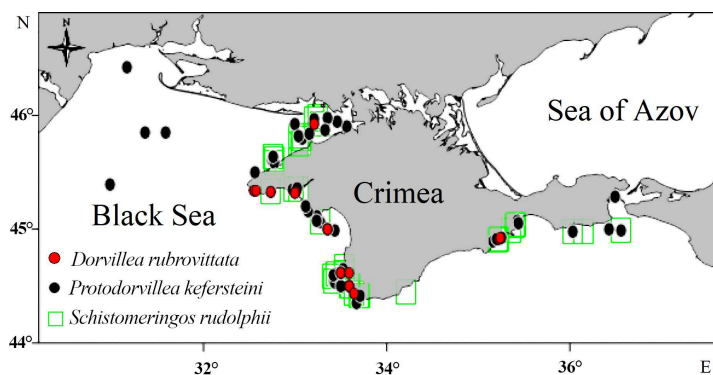 N
46°
Sea of Azov
Crimea
45°
Black Sea
Dorvillea rubrovittata
Protodorvillea kefersteini
Schistomeringos rudolphii
44°
32° 34° 36° E